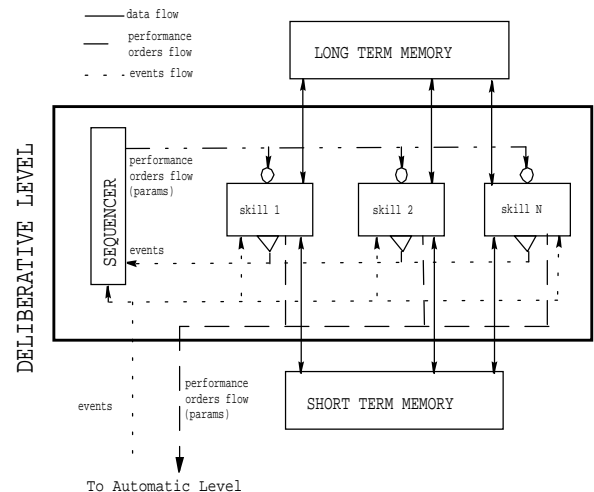 data flow
performance
orders flow
events flow
LONG TERM MEMORY
DELIBERATIVE LEVEL
SEQUENCER
performance
orders flow
(params)
skill 1
skill 2
skill N
events
events
performance
orders flow
(params)
SHORT TERM MEMORY
To Automatic Level